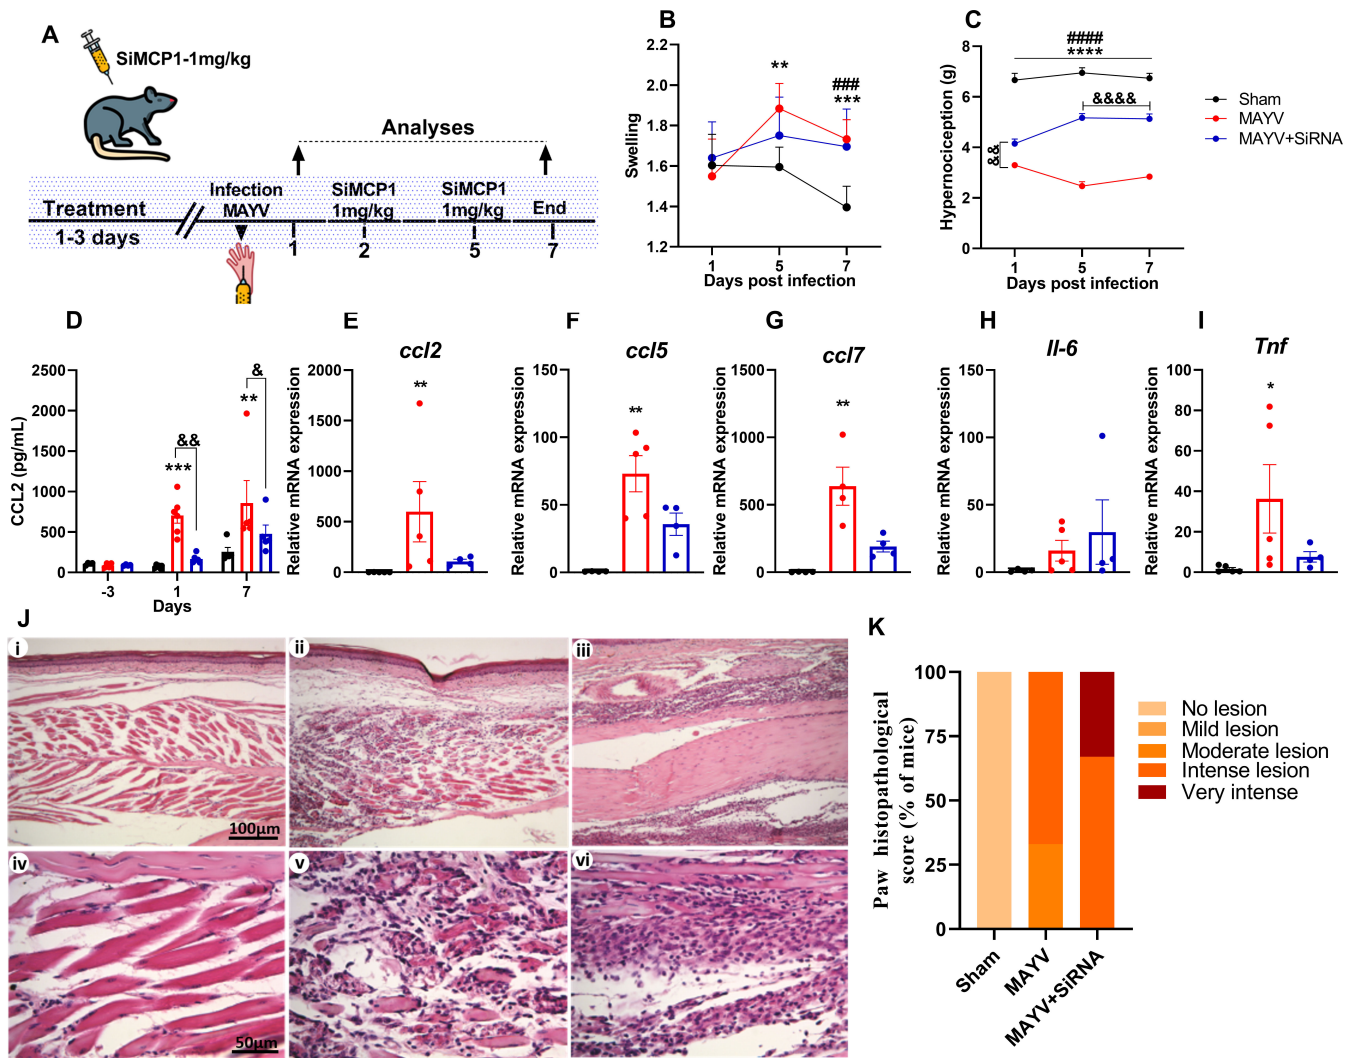 A
SiMCP1-1mg/kg
Analyses
Infection
MAYV
SiMCP1
1mg/kg
SiMCP1
1mg/kg
End
Treatment
1-3 days
1
2
5
7
B
Swelling
2.2
2.0
1.8
1.6
1.4
1.2
**
###
***
1
5
7
Days post infection
C
Hypernociception (g)
8
6
4
2
0
####
****
&&&&
&&
1
5
7
Days post infection
Sham
MAYV
MAYV+SiRNA
D
CCL2 (pg/mL)
2500
2000
1500
1000
500
0
***
&&
**
&
-3
1
7
Days
E
ccl2
Relative mRNA expression
2000
1500
1000
500
0
**
F
ccl5
Relative mRNA expression
150
100
50
0
**
G
ccl7
Relative mRNA expression
1500
1000
500
0
**
H
Il-6
Relative mRNA expression
150
100
50
0
I
Tnf
Relative mRNA expression
100
80
60
40
20
0
*
J
i
100µm
ii
iii
iv
50µm
v
vi
K
Paw histopathological
score (% of mice)
100
75
50
25
0
Sham
MAYV
MAYV+SiRNA
No lesion
Mild lesion
Moderate lesion
Intense lesion
Very intense